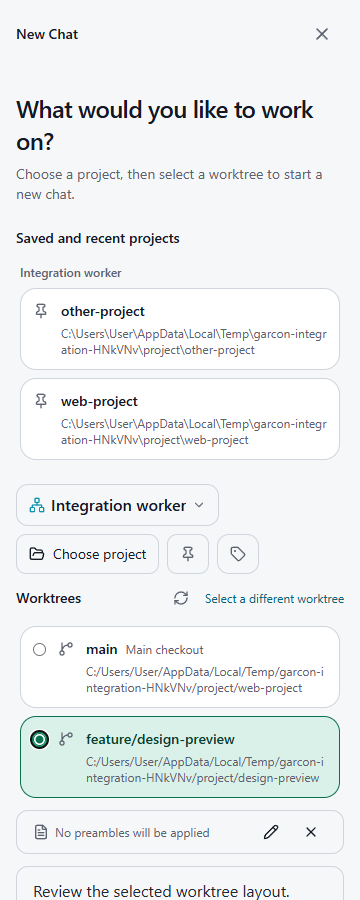 New Chat
What would you like to work
on?
Choose a project, then select a worktree to start a
new chat.
Saved and recent projects
Integration worker
other-project
C:\Users\User\AppData\Local\Temp\garcon-integr
ation-HNkVNv\project\other-project
web-project
C:\Users\User\AppData\Local\Temp\garcon-integr
ation-HNkVNv\project\web-project
Integration worker
Choose project
Worktrees
Select a different worktree
main Main checkout
C:/Users/User/AppData/Local/Temp/garcon-i
ntegration-HNkVNv/project/web-project
feature/design-preview
C:/Users/User/AppData/Local/Temp/garcon-i
ntegration-HNkVNv/project/design-preview
No preambles will be applied
Review the selected worktree layout.